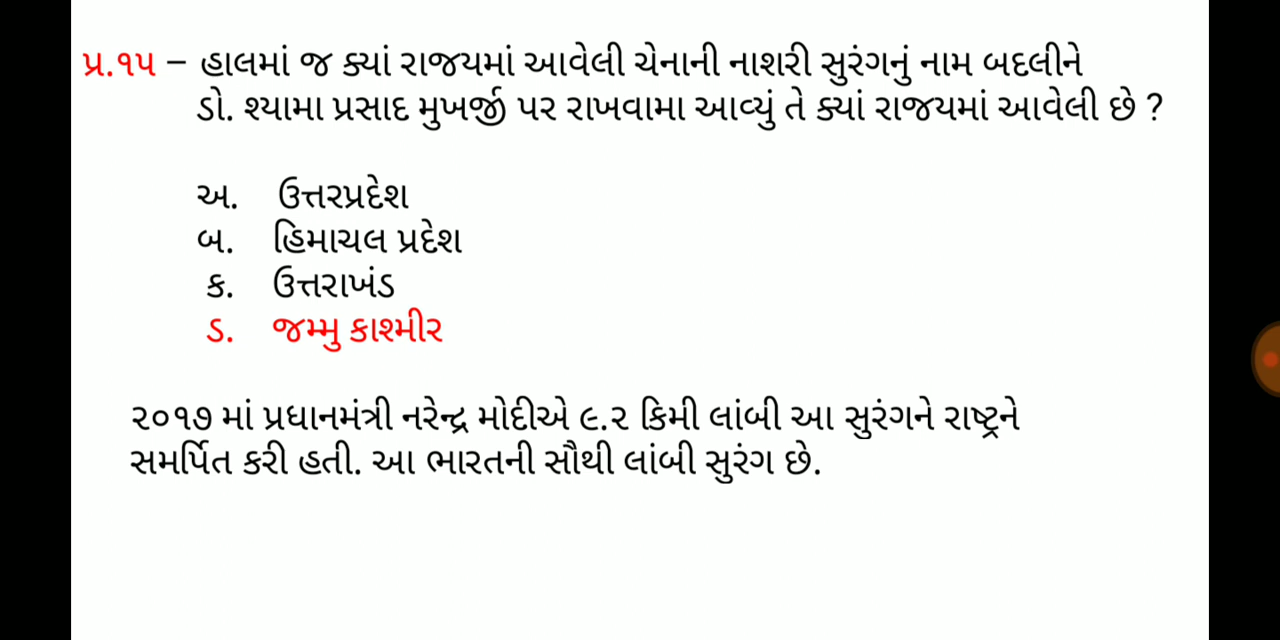 પ્ર.૧૫ – હાલમાં જ ક્યાં રાજયમાં આવેલી ચેનાની નાશરી સુરંગનું નામ બદલીને
ડો. શ્યામા પ્રસાદ મુખર્જી પર રાખવામા આવ્યું તે ક્યાં રાજયમાં આવેલી છે ?
અ. ઉત્તરપ્રદેશ
બ. હિમાચલ પ્રદેશ
ક. ઉત્તરાખંડ
ડ. જમ્મુ કાશ્મીર
૨૦૧૭ માં પ્રધાનમંત્રી નરેન્દ્ર મોદીએ ૯.૨ કિમી લાંબી આ સુરંગને રાષ્ટ્રને
સમર્પિત કરી હતી. આ ભારતની સૌથી લાંબી સુરંગ છે.